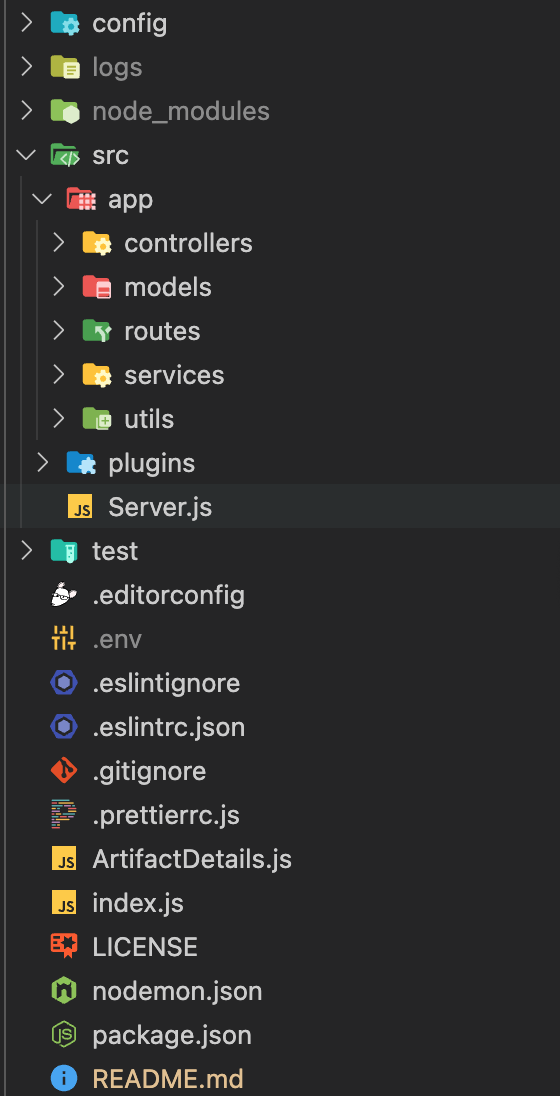 config
logs
node_modules
src
app
controllers
models
routes
services
utils
plugins
Server.js
test
.editorconfig
.env
.eslintignore
.eslintrc.json
.gitignore
.prettierrc.js
ArtifactDetails.js
index.js
LICENSE
nodemon.json
package.json
README.md